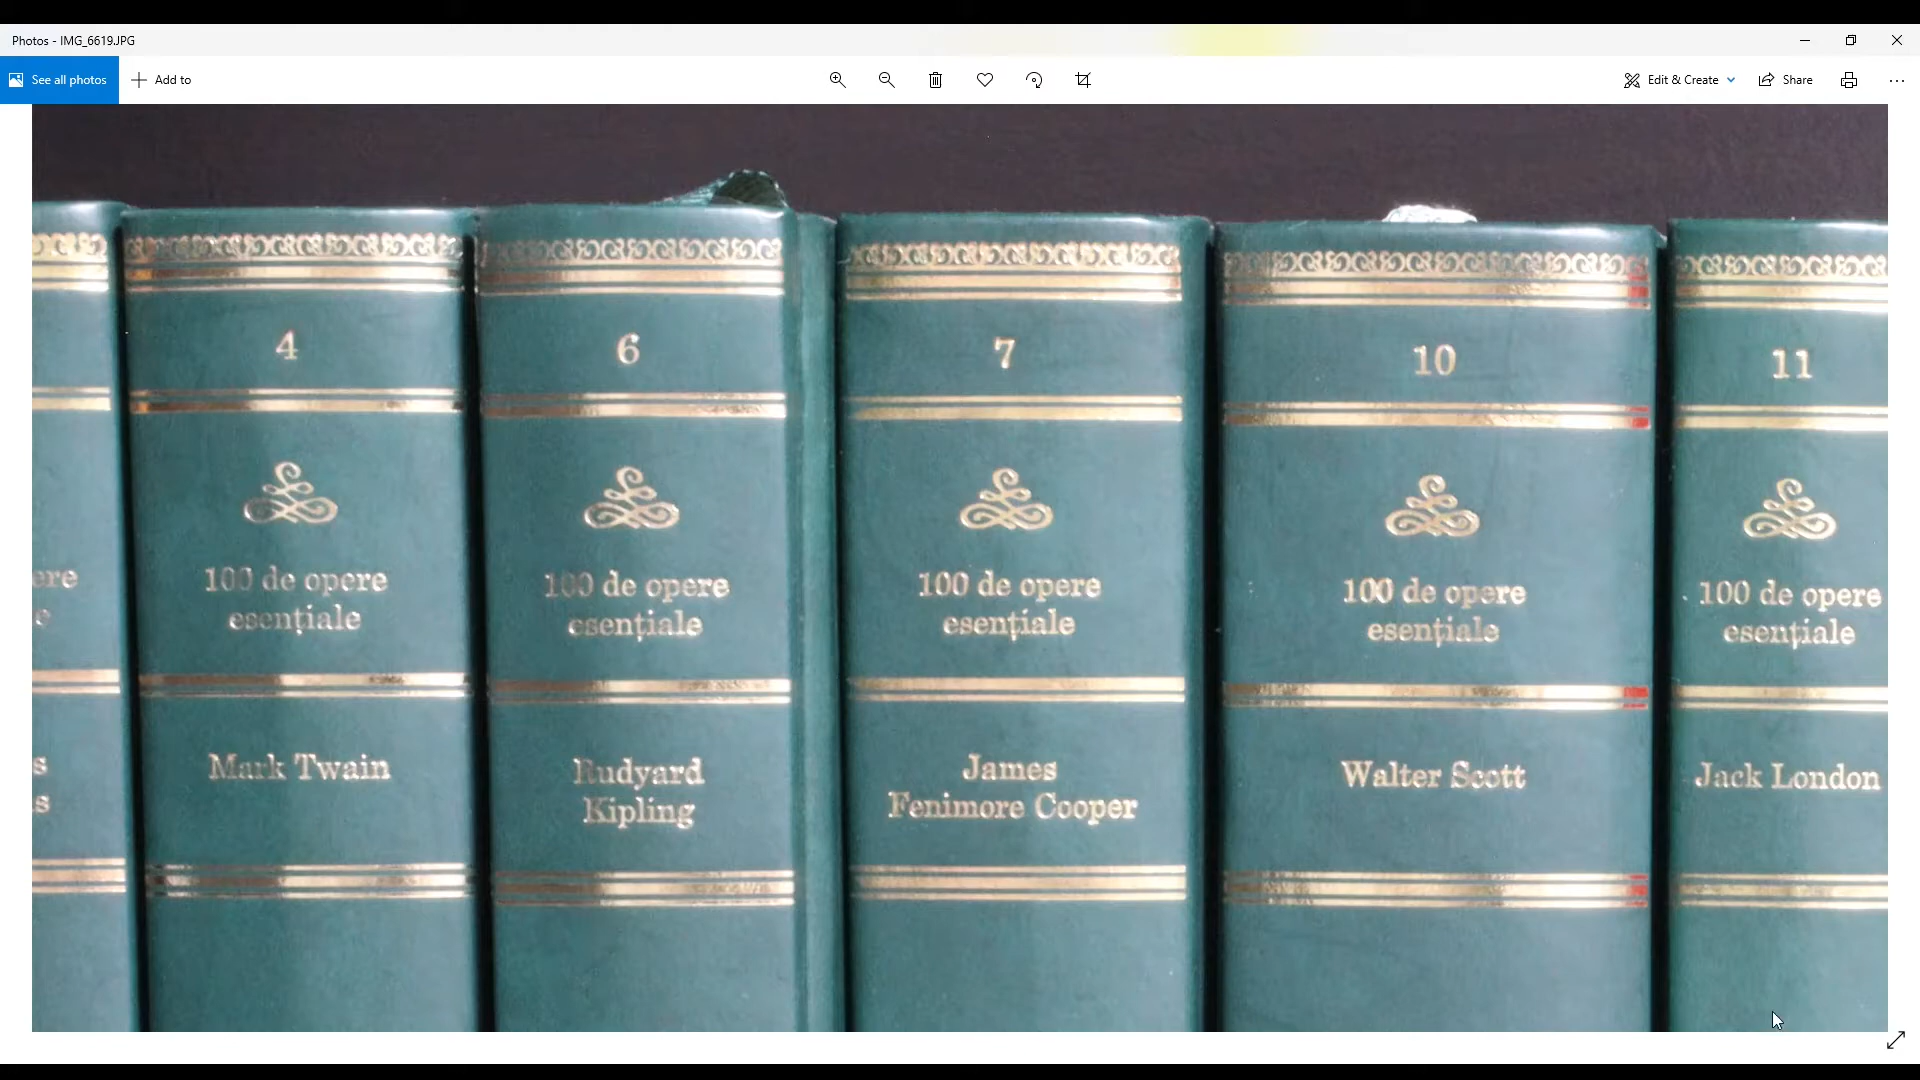 Photos - IMG_6619.JPG
See all photos
Add to
Edit & Create
Share
4
100 de opere
esențiale
Mark Twain
6
100 de opere
esențiale
Rudyard
Kipling
7
100 de opere
esențiale
James
Fenimore Cooper
10
100 de opere
esențiale
Walter Scott
11
100 de opere
esențiale
Jack London